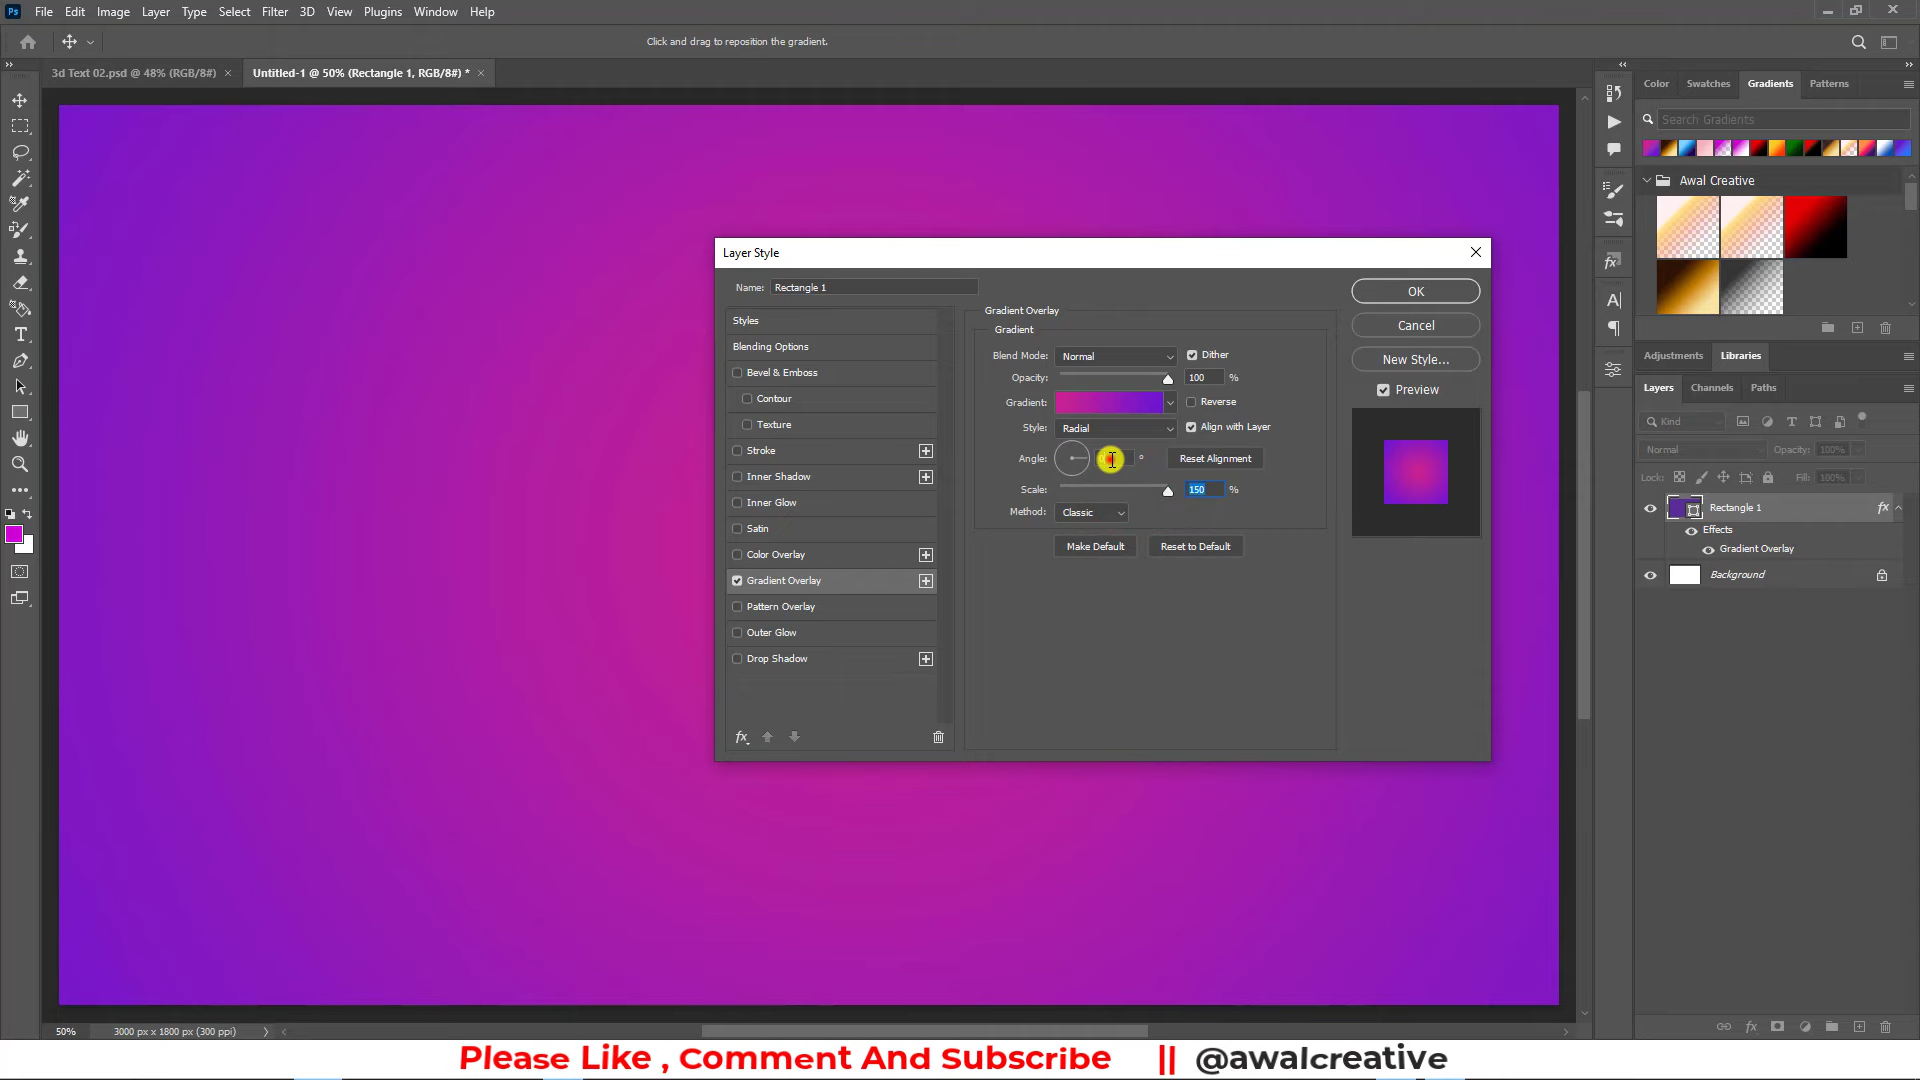 Ps File Edit Image Layer Type Select Filter 3D View Plugins Window Help
Click and drag to reposition the gradient.
3d Text 02.psd @ 48% (RGB/8#) × Untitled-1 @ 50% (Rectangle 1, RGB/8#) * ×
Color Swatches Gradients Patterns
Search Gradients
Awal Creative
Layer Style
Name: Rectangle 1
OK
Cancel
New Style...
Preview
Styles
Blending Options
Bevel & Emboss
Contour
Texture
Stroke
Inner Shadow
Inner Glow
Satin
Color Overlay
Gradient Overlay
Pattern Overlay
Outer Glow
Drop Shadow
fx
Gradient Overlay
Gradient
Blend Mode: Normal Dither
Opacity: 100 %
Gradient: Reverse
Style: Radial Align with Layer
Angle: ° Reset Alignment
Scale: 150 %
Method: Classic
Make Default Reset to Default
Adjustments Libraries
Layers Channels Paths
Kind
Normal Opacity: 100%
Lock: Fill: 100%
Rectangle 1 fx
Effects
Gradient Overlay
Background
50% 3000 px x 1800 px (300 ppi)
Please Like , Comment And Subscribe || @awalcreative